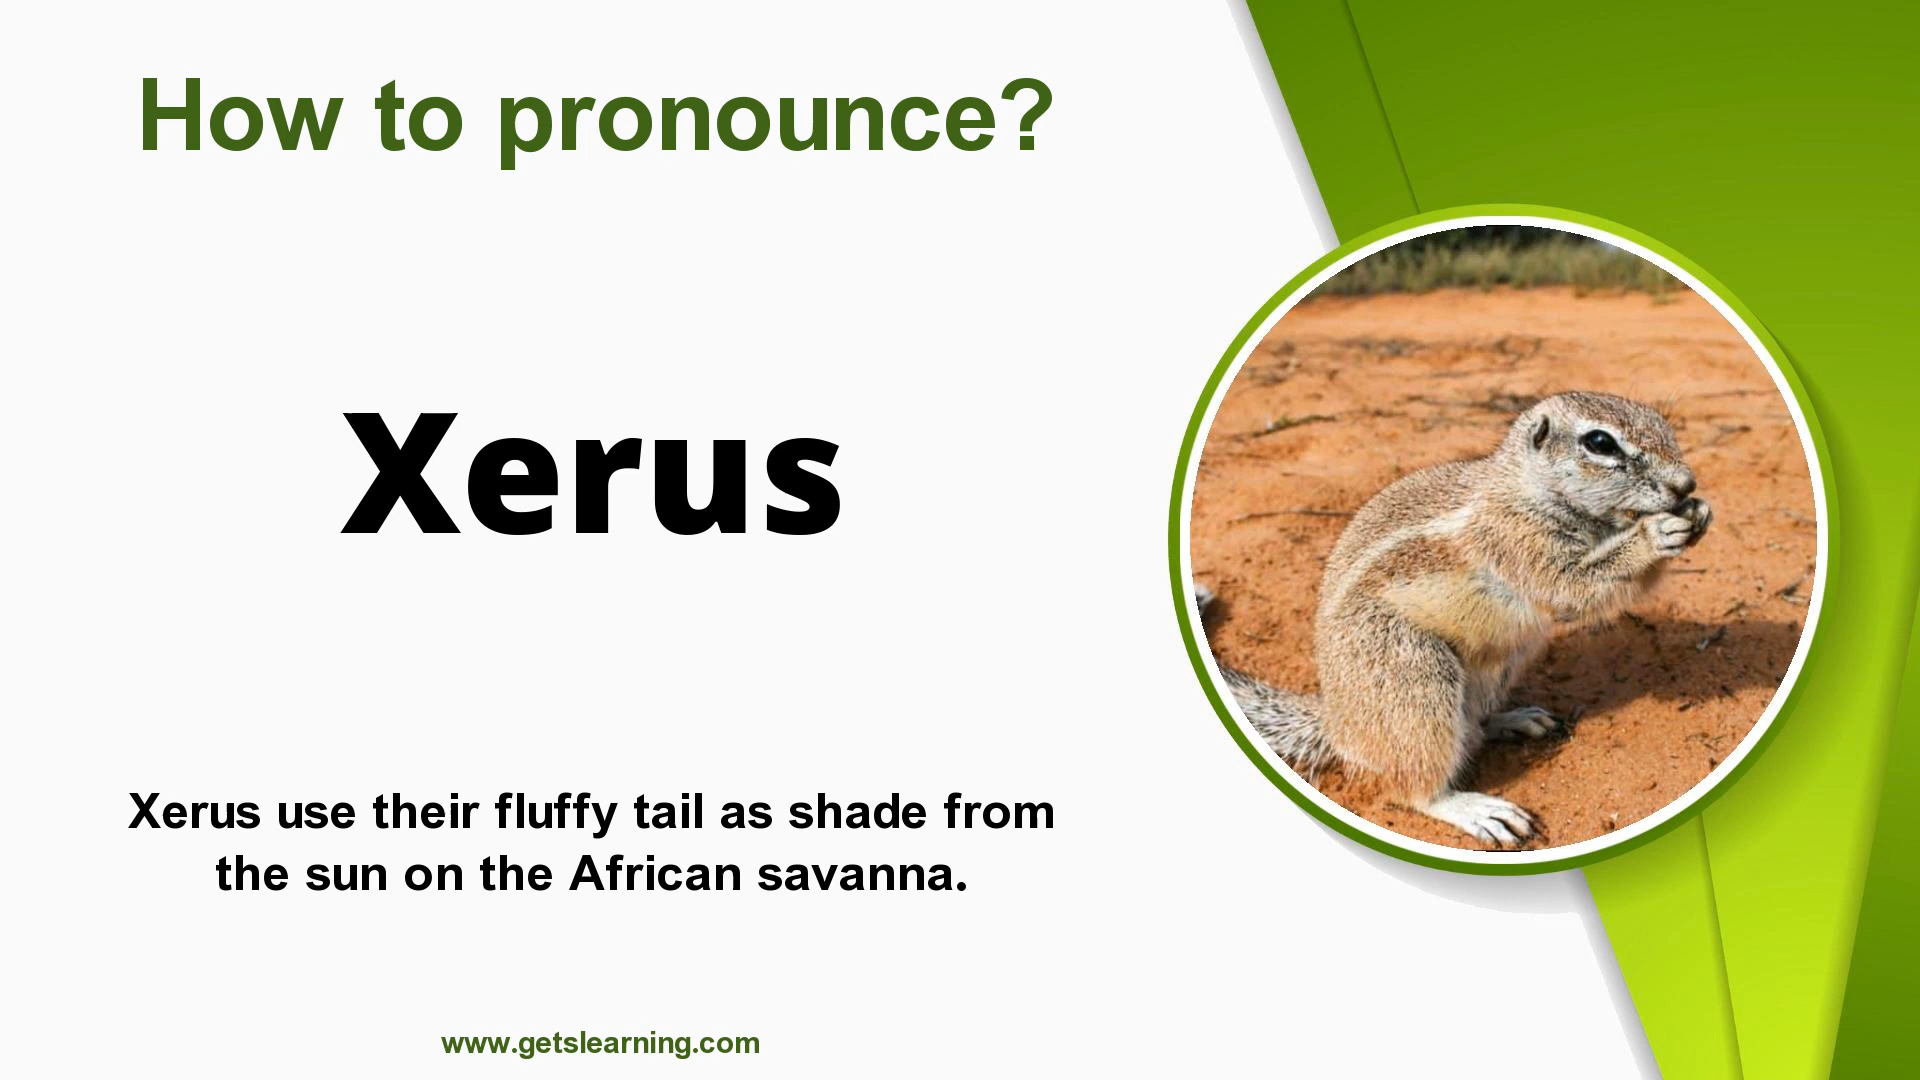 How to pronounce?
Xerus
Xerus use their fluffy tail as shade from
the sun on the African savanna.
www.getslearning.com